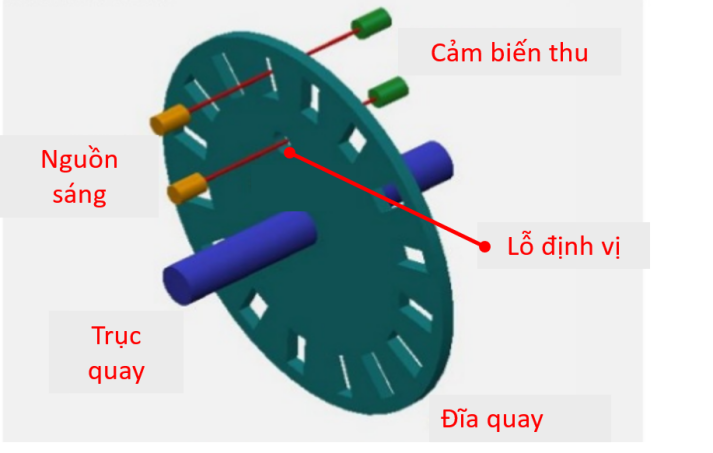 Cảm biến thu
Nguồn
sáng
Lỗ định vị
Trục
quay
Đĩa quay